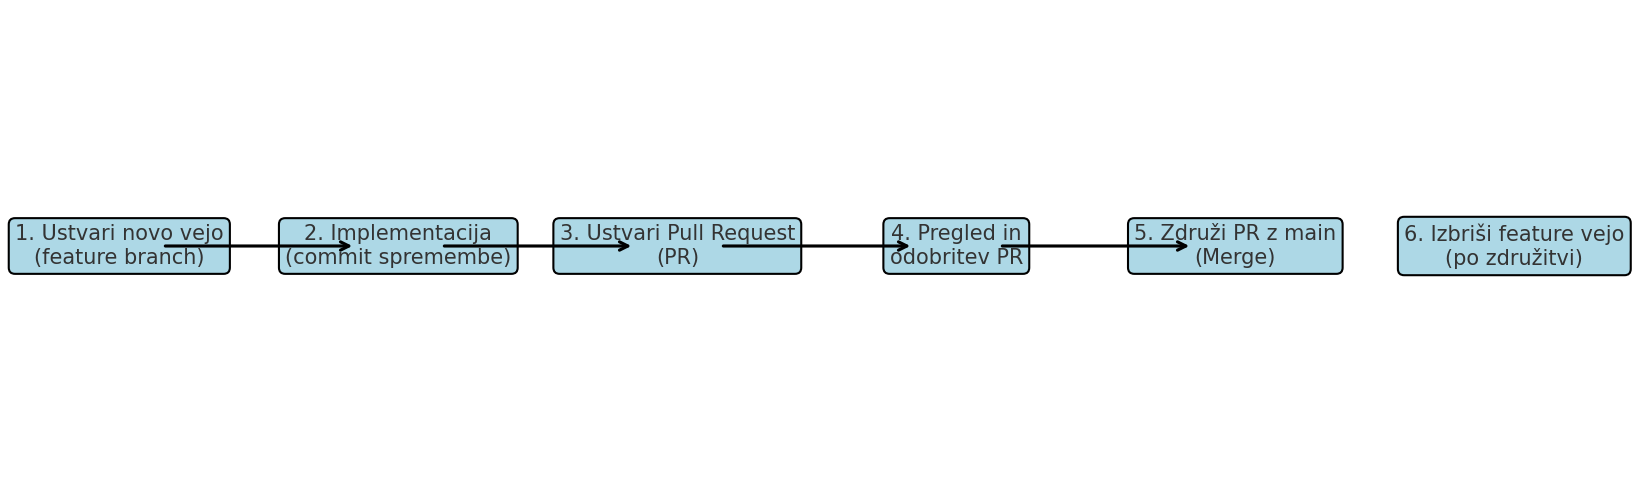 1. Ustvari novo vejo
(feature branch)
2. Implementacija
(commit spremembe)
3. Ustvari Pull Request
(PR)
4. Pregled in
odobritev PR
5. Združi PR z main
(Merge)
6. Izbriši feature vejo
(po združitvi)